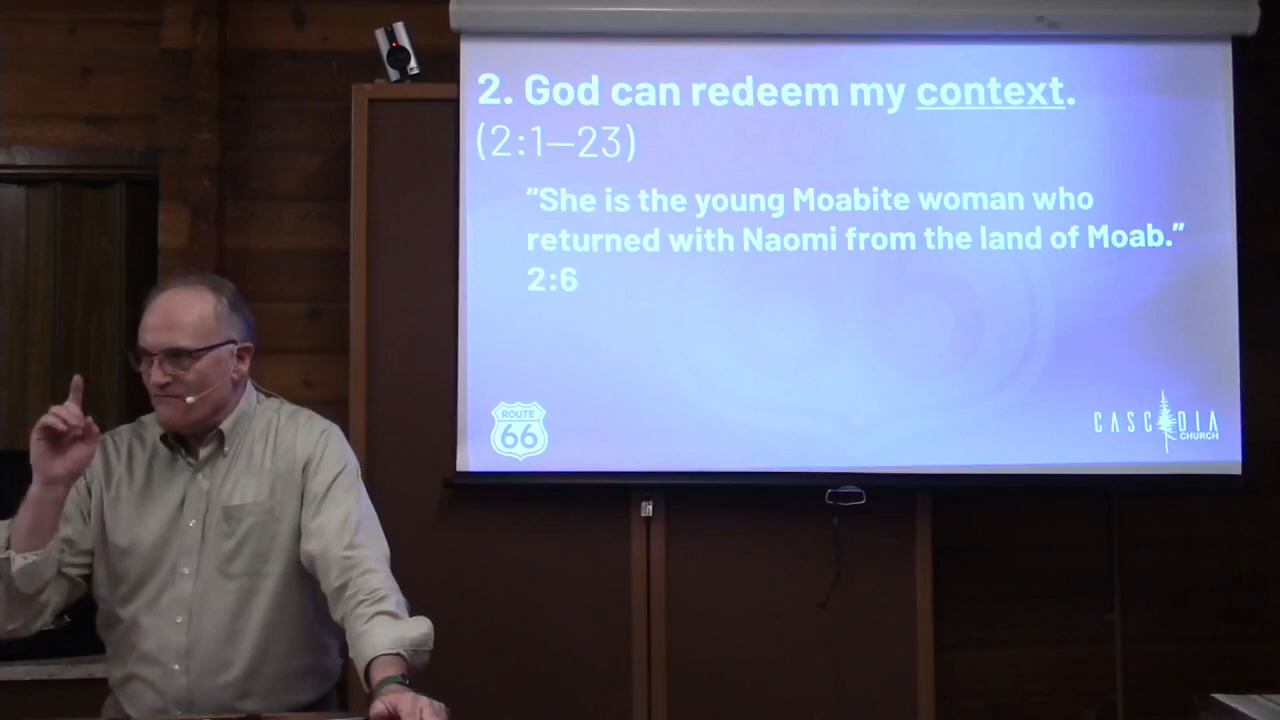 2. God can redeem my context.
(2:1—23)
"She is the young Moabite woman who
returned with Naomi from the land of Moab."
2:6
ROUTE
66
CASCADIA
CHURCH